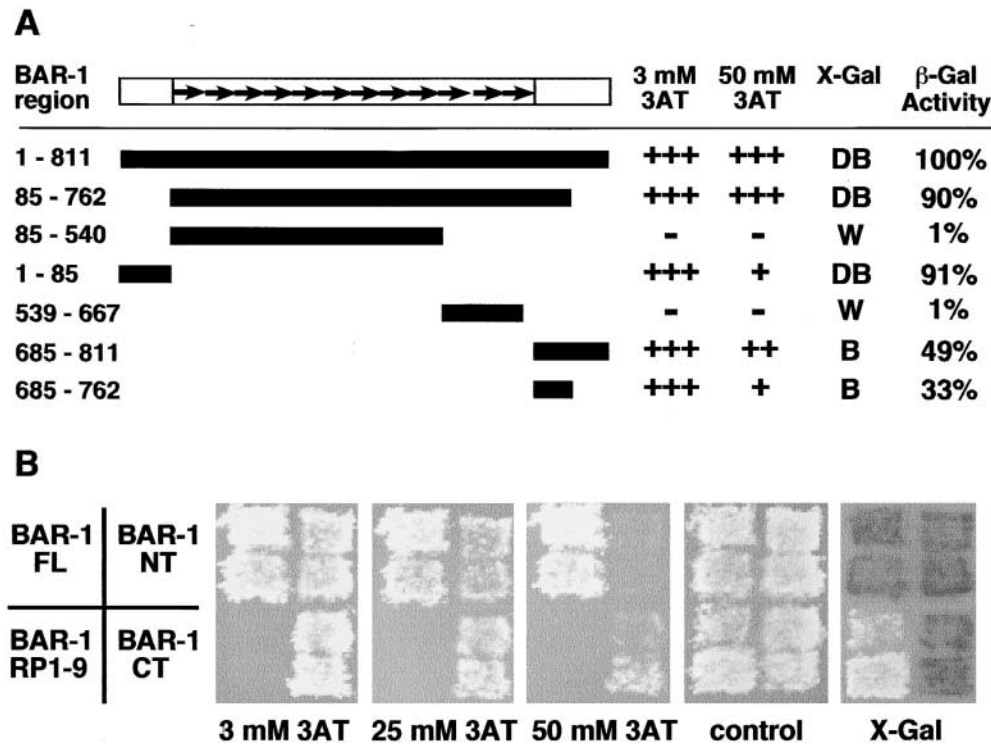 A
BAR-1 region 3 mM 3AT 50 mM 3AT X-Gal β-Gal Activity
1 - 811 +++ +++ DB 100%
85 - 762 +++ +++ DB 90%
85 - 540 - - W 1%
1 - 85 +++ + DB 91%
539 - 667 - - W 1%
685 - 811 +++ ++ B 49%
685 - 762 +++ + B 33%
B
BAR-1 FL BAR-1 NT
BAR-1 RP1-9 BAR-1 CT
3 mM 3AT 25 mM 3AT 50 mM 3AT control X-Gal